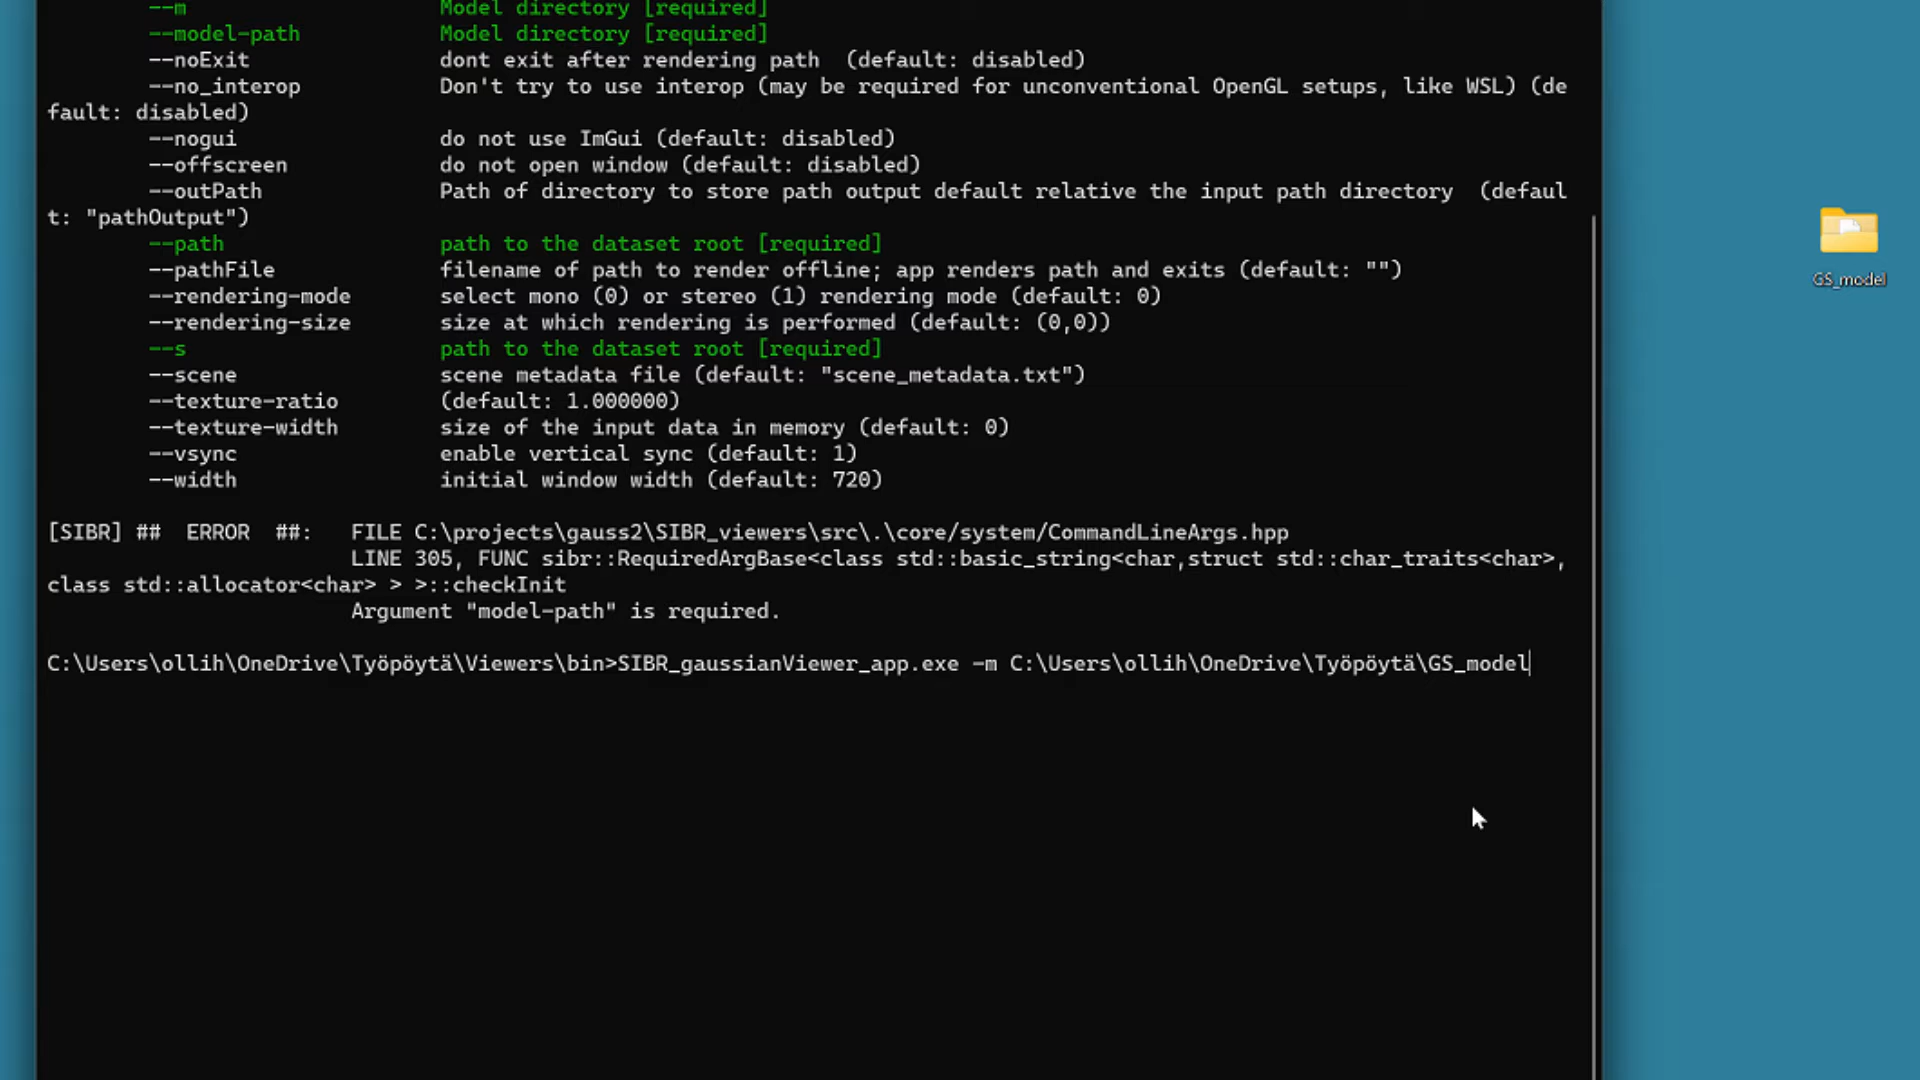 --m Model directory [required]
--model-path Model directory [required]
--noExit dont exit after rendering path (default: disabled)
--no_interop Don't try to use interop (may be required for unconventional OpenGL setups, like WSL) (de
fault: disabled)
--nogui do not use ImGui (default: disabled)
--offscreen do not open window (default: disabled)
--outPath Path of directory to store path output default relative the input path directory (defaul
t: "pathOutput")
--path path to the dataset root [required]
--pathFile filename of path to render offline; app renders path and exits (default: "")
--rendering-mode select mono (0) or stereo (1) rendering mode (default: 0)
--rendering-size size at which rendering is performed (default: (0,0))
--s path to the dataset root [required]
--scene scene metadata file (default: "scene_metadata.txt")
--texture-ratio (default: 1.000000)
--texture-width size of the input data in memory (default: 0)
--vsync enable vertical sync (default: 1)
--width initial window width (default: 720)
[SIBR] ## ERROR ##: FILE C:\projects\gauss2\SIBR_viewers\src\.\core/system/CommandLineArgs.hpp
LINE 305, FUNC sibr::RequiredArgBase<class std::basic_string<char,struct std::char_traits<char>,
class std::allocator<char> > >::checkInit
Argument "model-path" is required.
C:\Users\ollih\OneDrive\Työpöytä\Viewers\bin>SIBR_gaussianViewer_app.exe -m C:\Users\ollih\OneDrive\Työpöytä\GS_model
GS_model